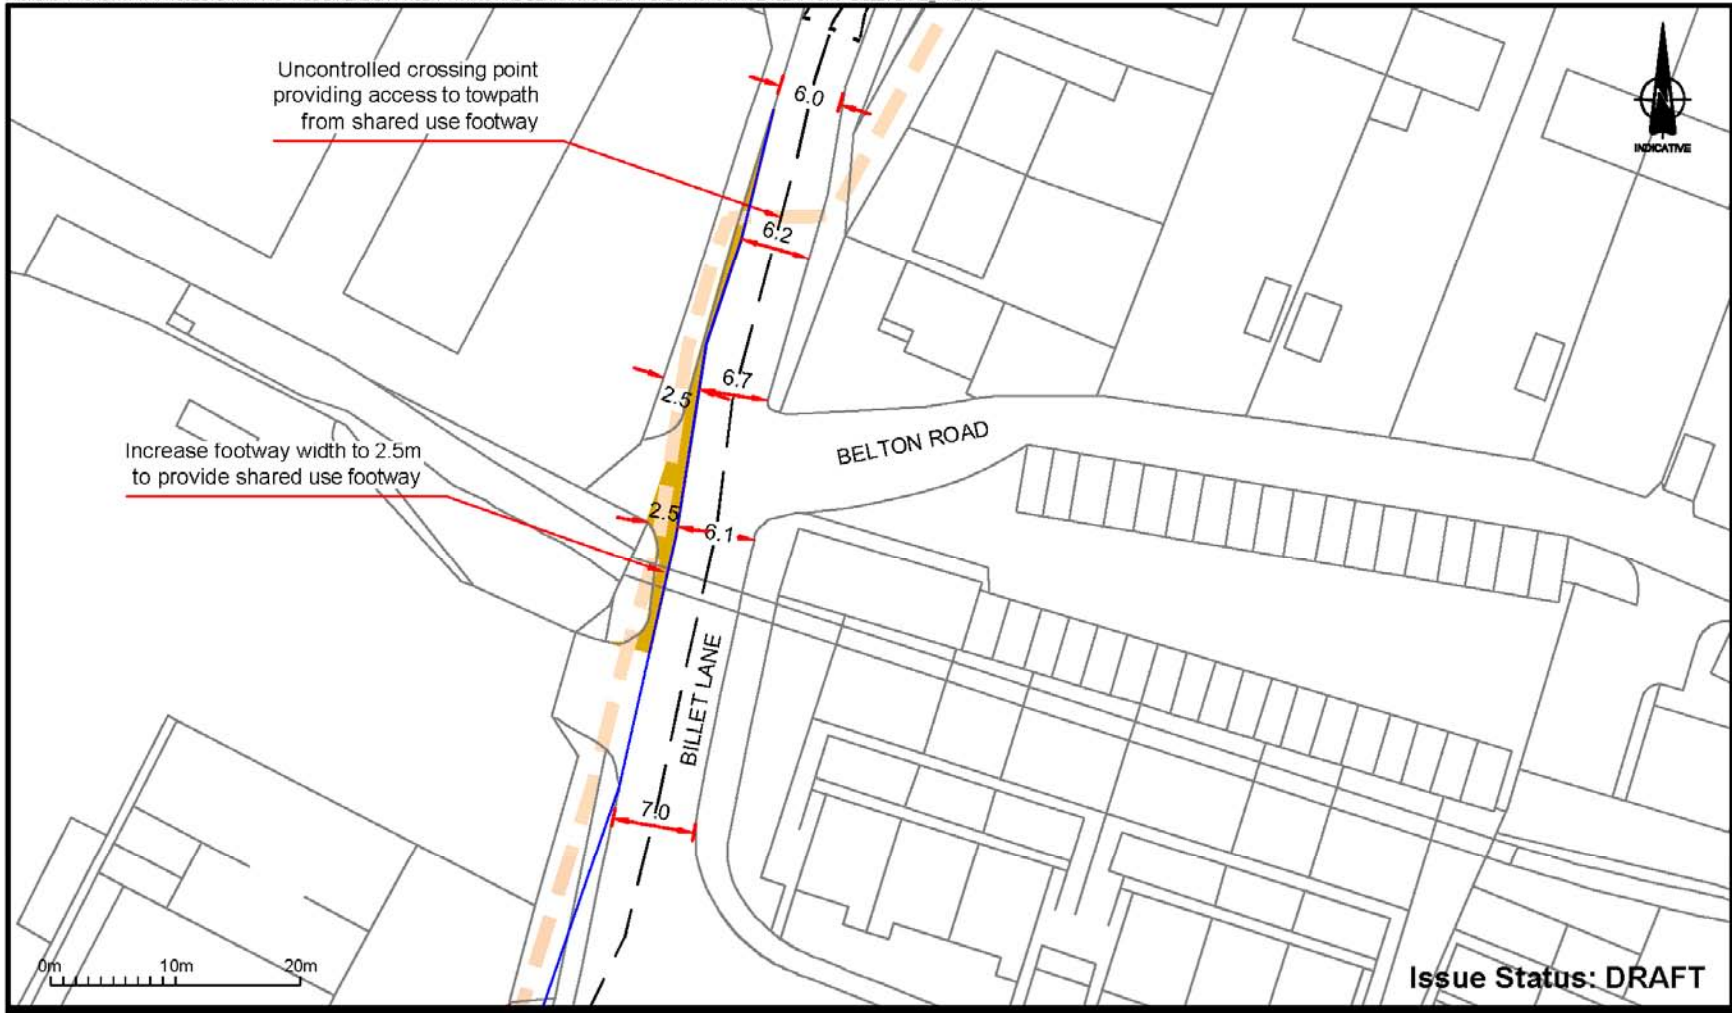 Uncontrolled crossing point
providing access to towpath
from shared use footway
6.0
N
INDICATIVE
6.2
6.7
2.5
BELTON ROAD
Increase footway width to 2.5m
to provide shared use footway
2.5
6.1
BILLET LANE
7.0
0m 10m 20m
Issue Status: DRAFT